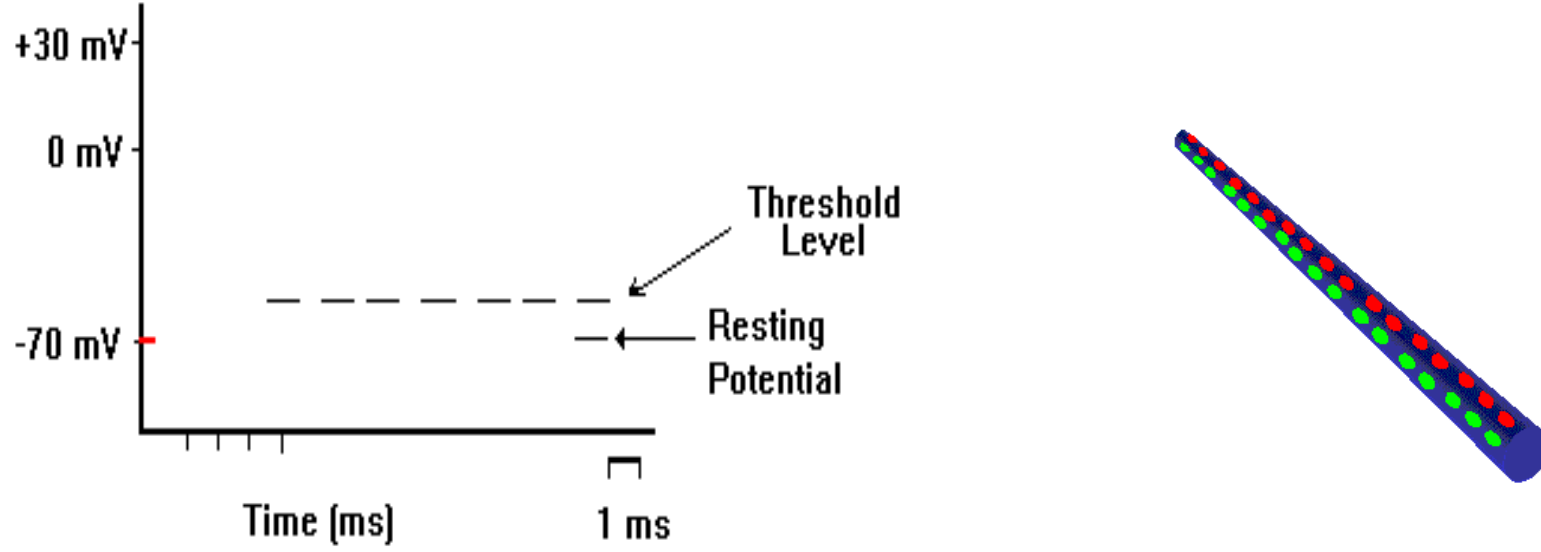 +30 mV
0 mV
Threshold
Level
-70 mV
Resting
Potential
Time (ms)
1 ms